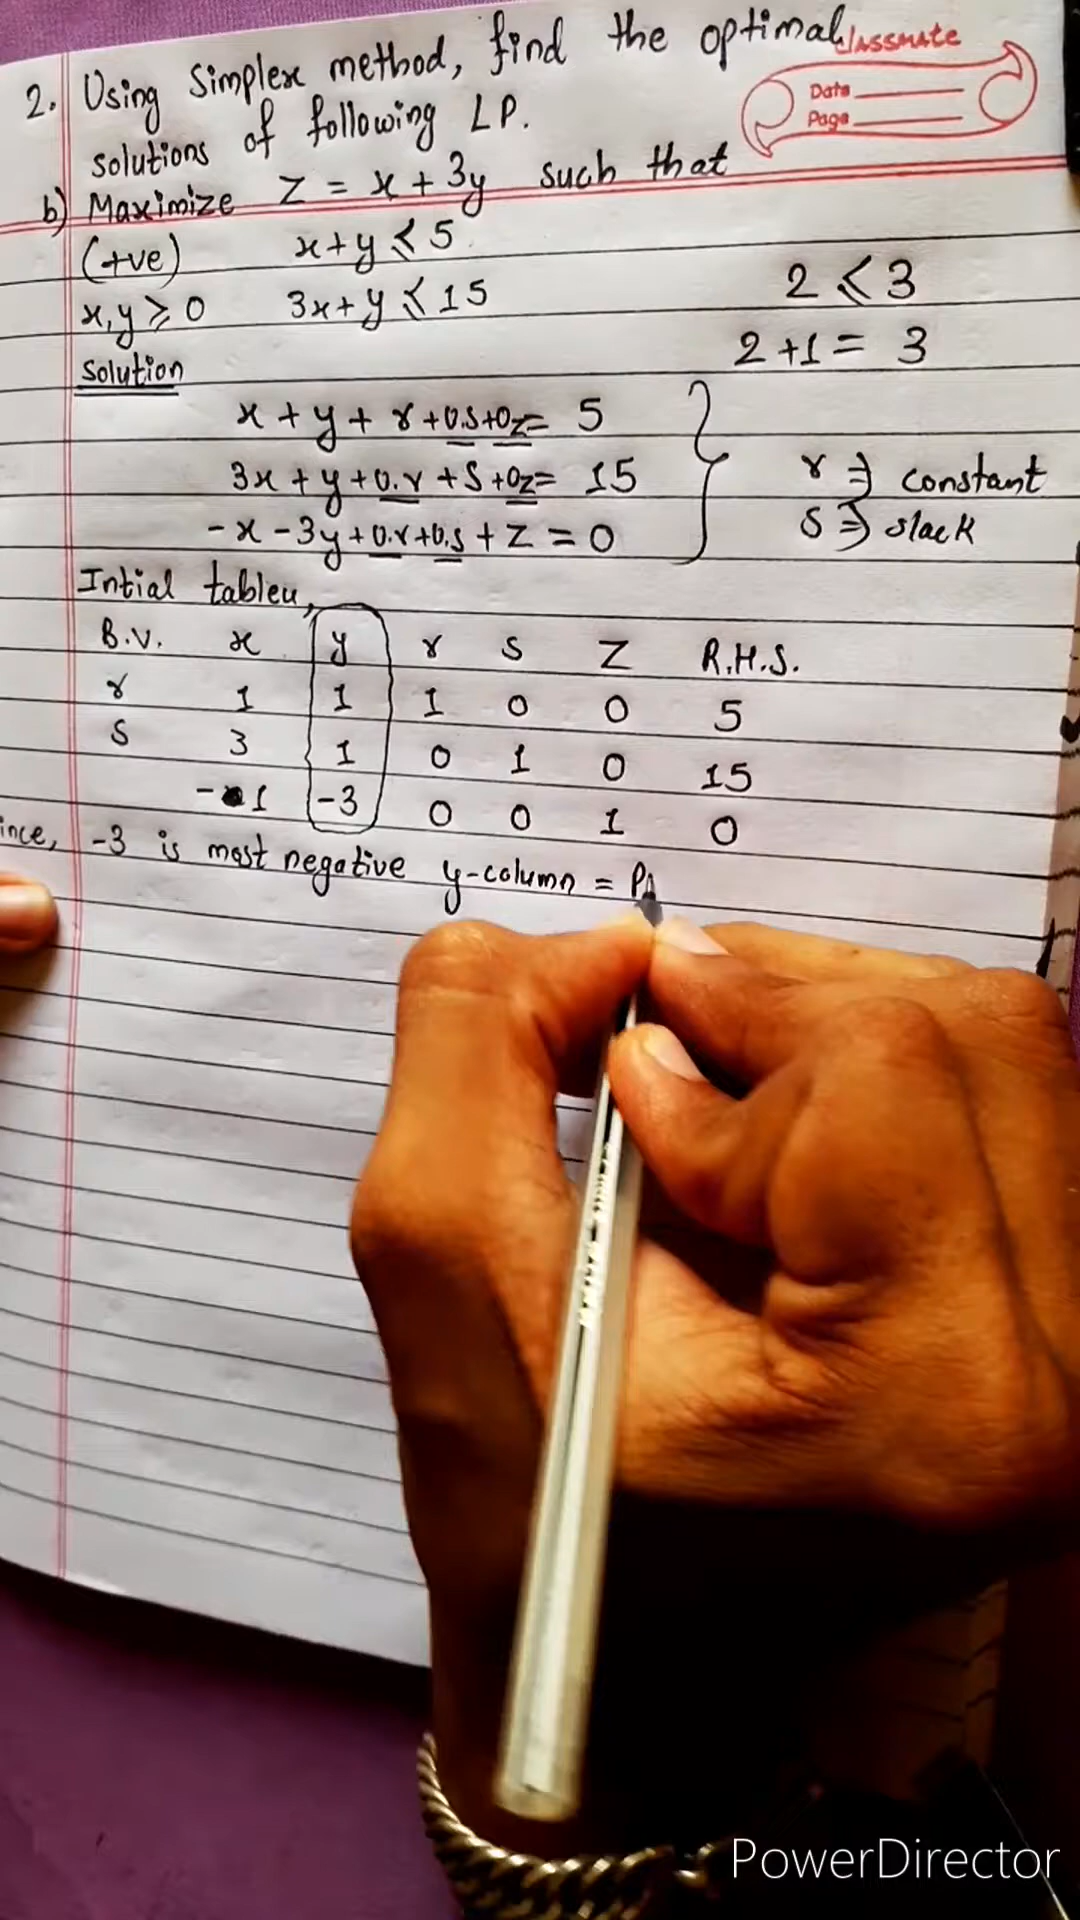 classmate
Date
Page
2. Using Simplex method, find the optimal
solutions of following LP.
b) Maximize Z = x + 3y such that
(+ve) x+y ≤ 5
x,y ≥ 0 3x+y ≤ 15
2 ≤ 3
2 +1 = 3
Solution
x + y + r + 0.s + 0z = 5
3x + y + 0.r + s + 0z = 15
-x - 3y + 0.r + 0.s + z = 0
r ⇒ constant
s ⇒ slack
Intial tableu,
B.V. x y r s Z R.H.S.
r 1 1 1 0 0 5
s 3 1 0 1 0 15
-1 -3 0 0 1 0
ince, -3 is most negative y-column = P
PowerDirector